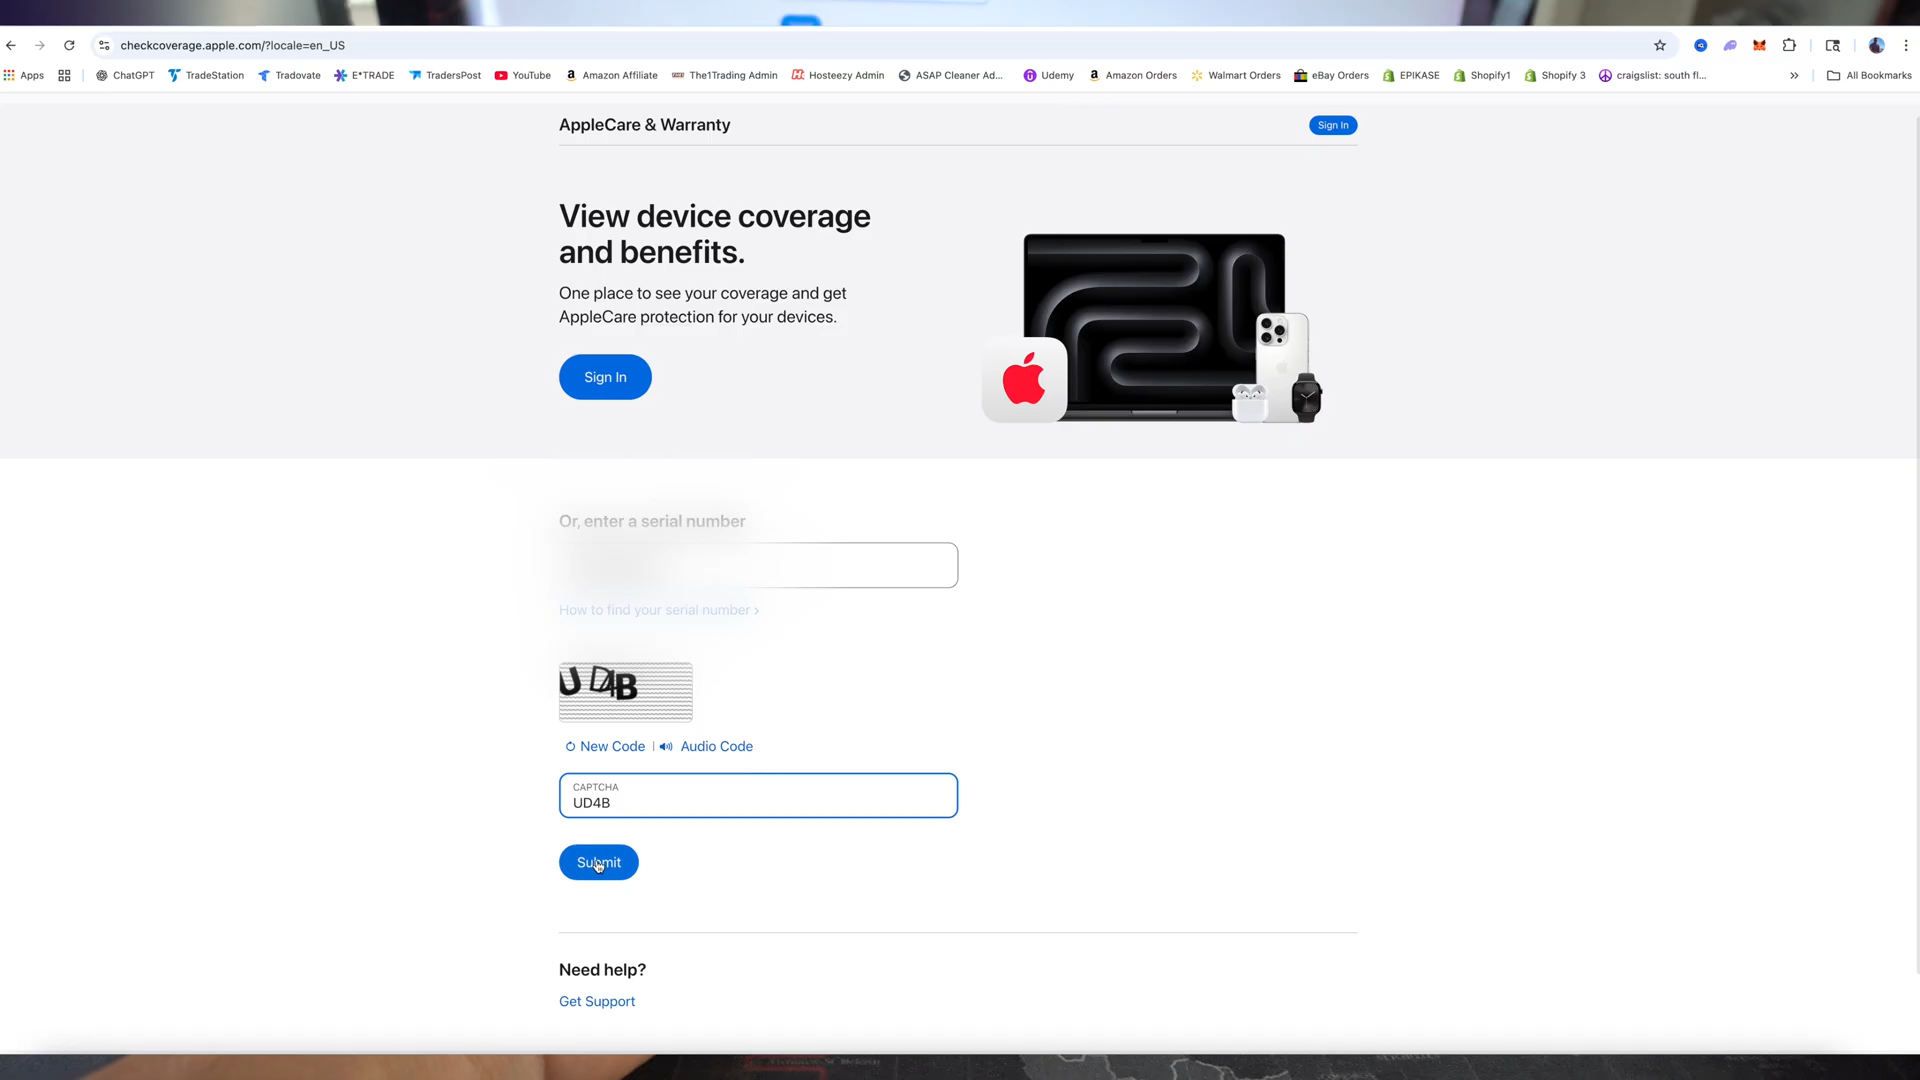 checkcoverage.apple.com/?locale=en_US
Apps
ChatGPT
TradeStation
Tradovate
E*TRADE
TradersPost
YouTube
Amazon Affiliate
The1Trading Admin
Hosteezy Admin
ASAP Cleaner Ad...
Udemy
Amazon Orders
Walmart Orders
eBay Orders
EPIKASE
Shopify1
Shopify 3
craigslist: south fl...
All Bookmarks
AppleCare & Warranty
Sign In
View device coverage
and benefits.
One place to see your coverage and get
AppleCare protection for your devices.
Sign In
Or, enter a serial number
How to find your serial number ›
UD4B
New Code | Audio Code
CAPTCHA
UD4B
Submit
Need help?
Get Support